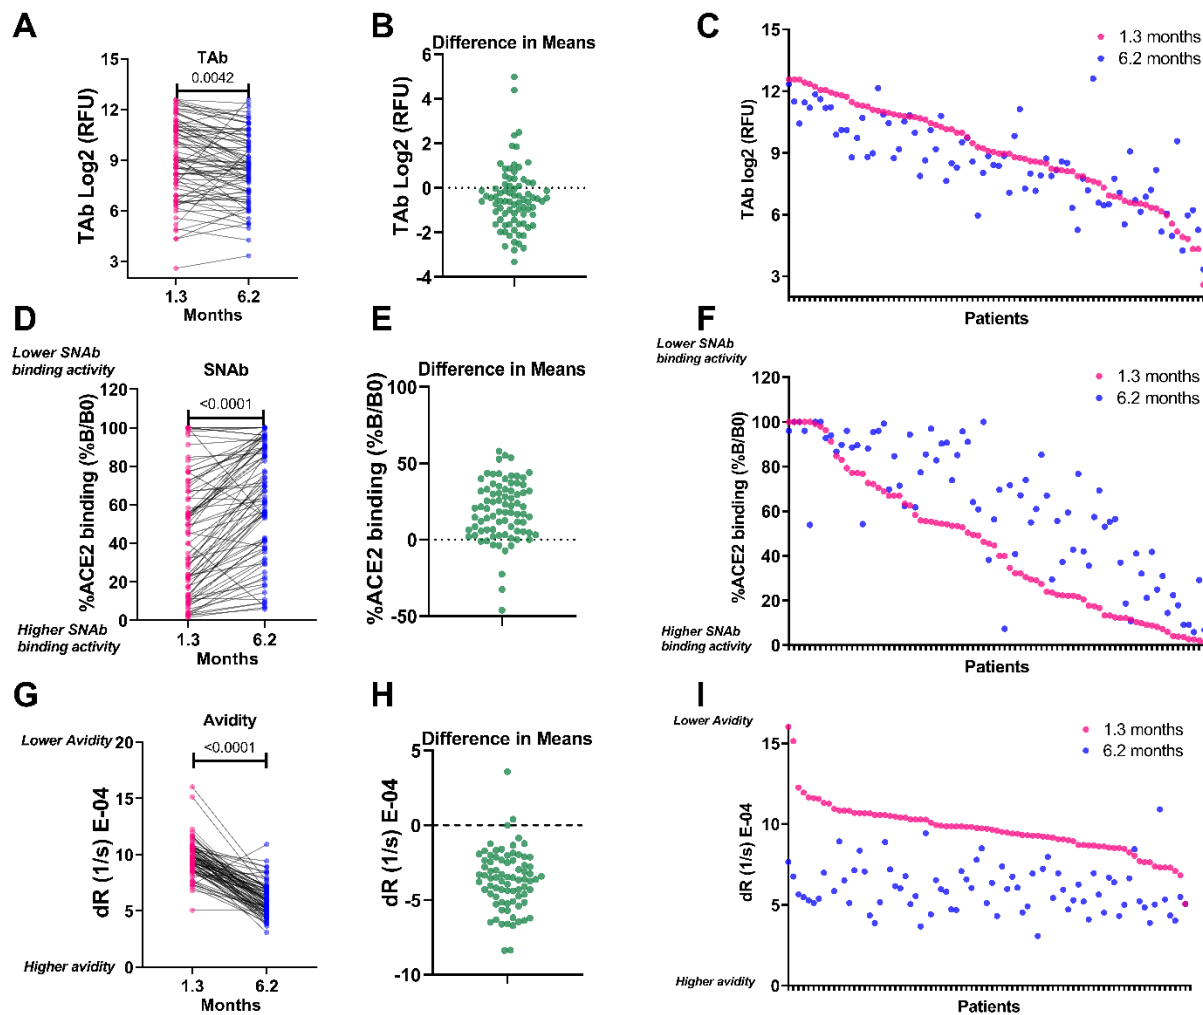 A
TAb
0.0042
TAb Log2 (RFU)
15
12
9
6
3
1.3
6.2
Months
B
Difference in Means
TAb Log2 (RFU)
6
4
2
0
-2
-4
C
1.3 months
6.2 months
TAb log2 (RFU)
15
12
9
6
3
Patients
D
Lower SNAb
binding activity
SNAb
<0.0001
%ACE2 binding (%B/B0)
120
100
80
60
40
20
0
Higher SNAb
binding activity
1.3
6.2
Months
E
Difference in Means
%ACE2 binding (%B/B0)
100
50
0
-50
F
Lower SNAb
binding activity
1.3 months
6.2 months
%ACE2 binding (%B/B0)
120
100
80
60
40
20
0
Higher SNAb
binding activity
Patients
G
Avidity
Lower Avidity
<0.0001
dR (1/s) E-04
20
15
10
5
0
Higher avidity
1.3
6.2
Months
H
Difference in Means
dR (1/s) E-04
5
0
-5
-10
I
Lower Avidity
1.3 months
6.2 months
dR (1/s) E-04
15
10
5
0
Higher avidity
Patients